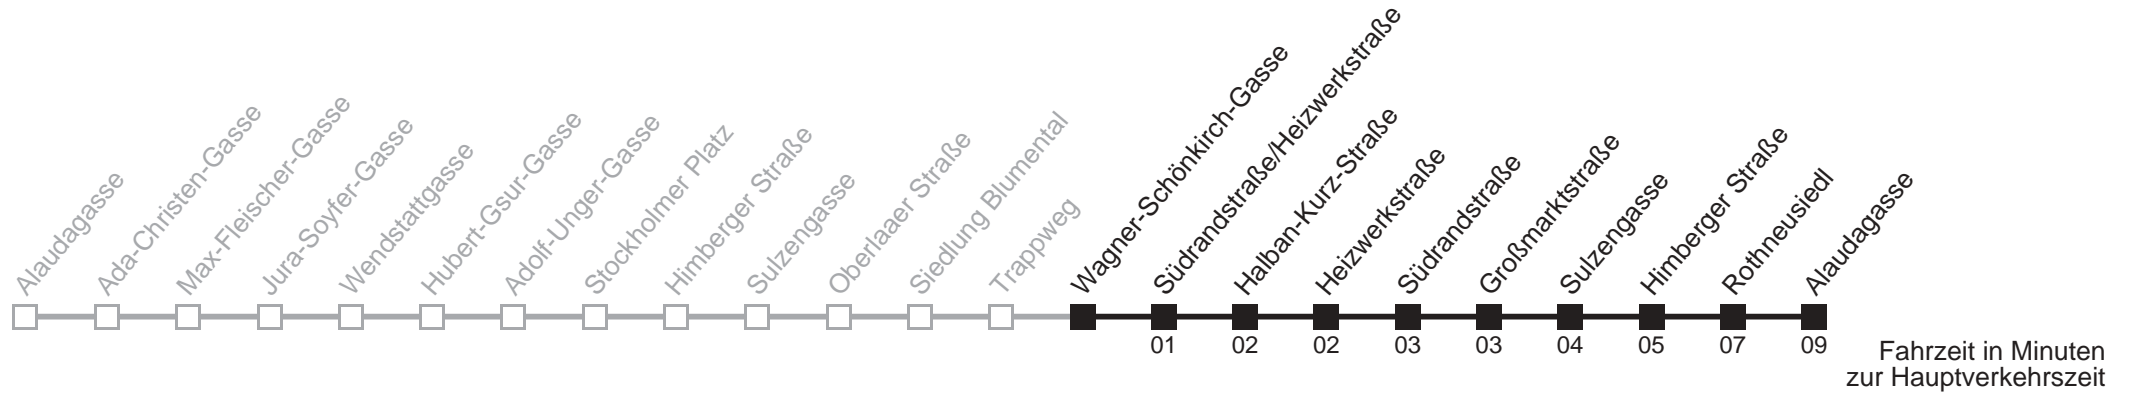 Alaudagasse
Ada-Christen-Gasse
Max-Fleischer-Gasse
Jura-Soyfer-Gasse
Wendstattgasse
Hubert-Gsur-Gasse
Adolf-Unger-Gasse
Stockholmer Platz
Himberger Straße
Sulzengasse
Oberlaaer Straße
Siedlung Blumental
Trappweg
Wagner-Schönkirch-Gasse
Südrandstraße/Heizwerkstraße
Halban-Kurz-Straße
Heizwerkstraße
Südrandstraße
Großmarktstraße
Sulzengasse
Himberger Straße
Rothneusiedl
Alaudagasse
01 02 02 03 03 04 05 07 09
Fahrzeit in Minuten
zur Hauptverkehrszeit